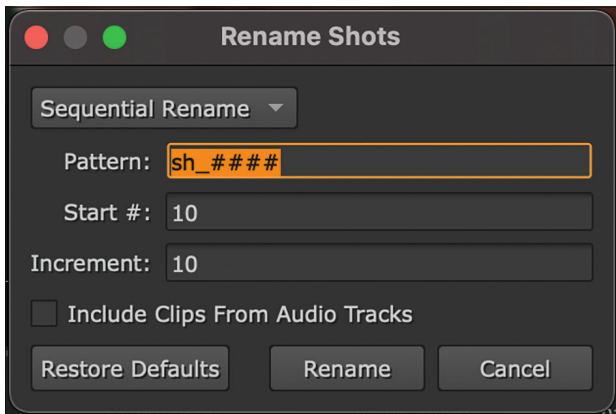 Rename Shots
Sequential Rename
Pattern: sh_####
Start #: 10
Increment: 10
Include Clips From Audio Tracks
Restore Defaults Rename Cancel